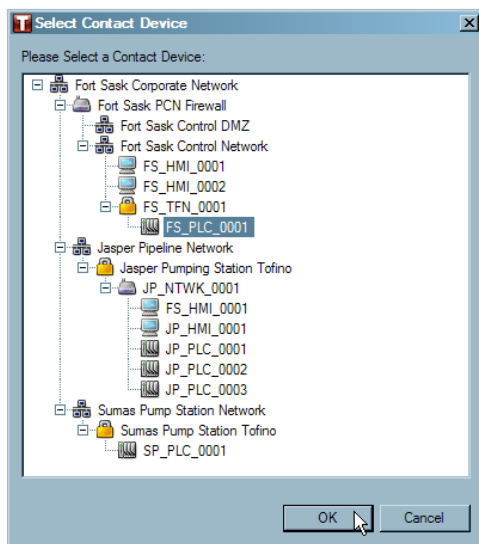 Select Contact Device
Please Select a Contact Device:
Fort Sask Corporate Network
Fort Sask PCN Firewall
Fort Sask Control DMZ
Fort Sask Control Network
FS_HMI_0001
FS_HMI_0002
FS_TFN_0001
FS_PLC_0001
Jasper Pipeline Network
Jasper Pumping Station Tofino
JP_NTWK_0001
FS_HMI_0001
JP_HMI_0001
JP_PLC_0001
JP_PLC_0002
JP_PLC_0003
Sumas Pump Station Network
Sumas Pump Station Tofino
SP_PLC_0001
OK Cancel